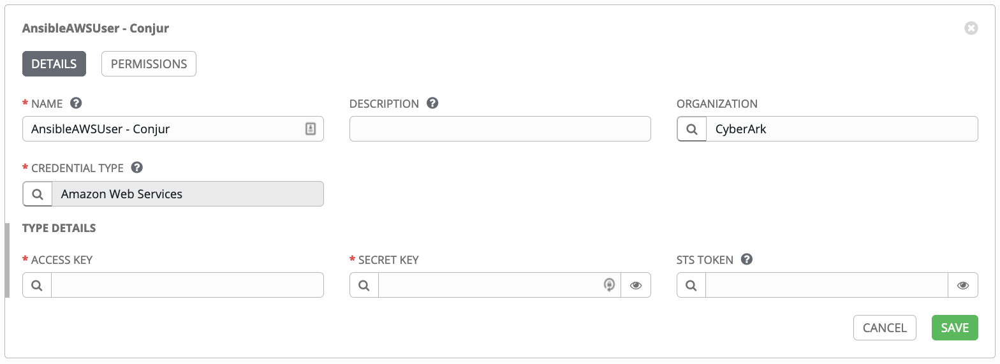 AnsibleAWSUser - Conjur
DETAILS PERMISSIONS
* NAME ? DESCRIPTION ? ORGANIZATION
AnsibleAWSUser - Conjur CyberArk
* CREDENTIAL TYPE ?
Amazon Web Services
TYPE DETAILS
* ACCESS KEY * SECRET KEY STS TOKEN ?
CANCEL SAVE